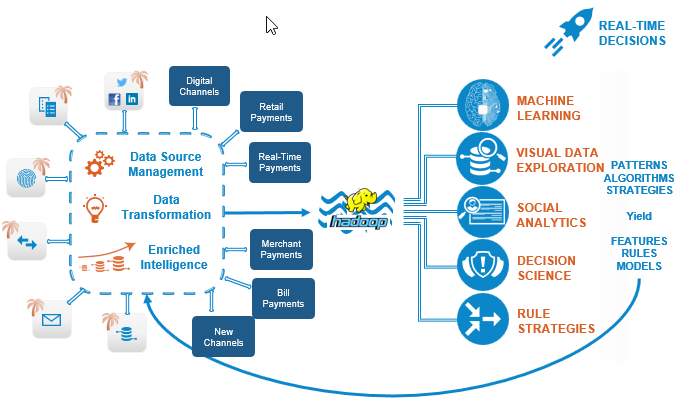 REAL-TIME
DECISIONS
Digital
Channels
Retail
Payments
Real-Time
Payments
Merchant
Payments
Bill
Payments
New
Channels
Data Source
Management
Data
Transformation
Enriched
Intelligence
f
in
hadoop
MACHINE
LEARNING
VISUAL DATA
EXPLORATION
SOCIAL
ANALYTICS
DECISION
SCIENCE
RULE
STRATEGIES
PATTERNS
ALGORITHMS
STRATEGIES
Yield
FEATURES
RULES
MODELS